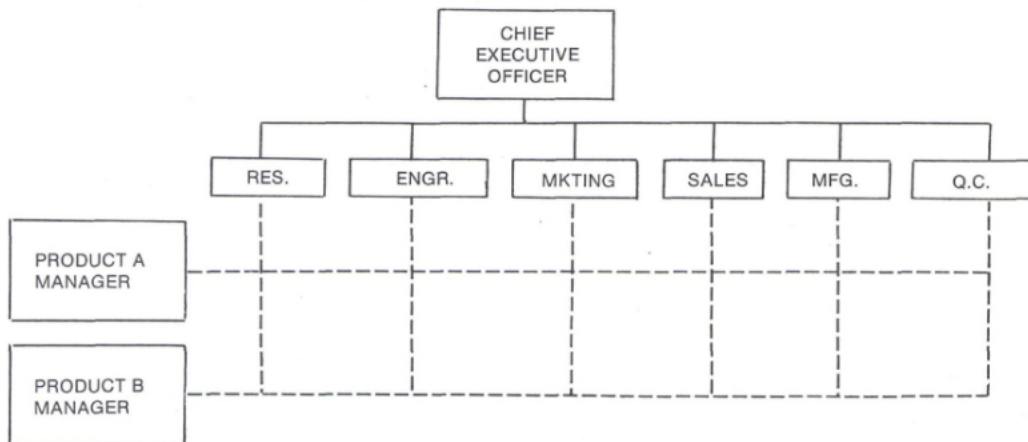 CHIEF
EXECUTIVE
OFFICER
RES.
ENGR.
MKTING
SALES
MFG.
Q.C.
PRODUCT A
MANAGER
PRODUCT B
MANAGER